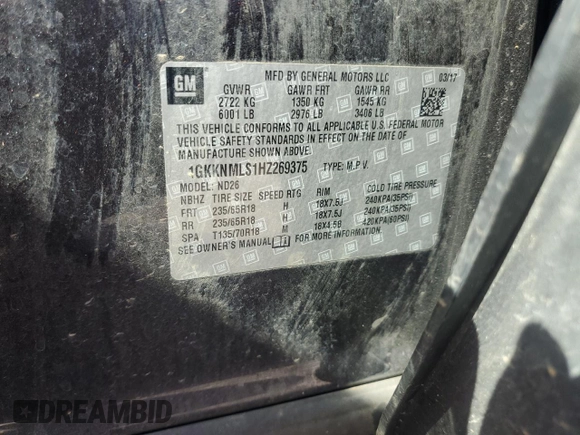 GM
MFD BY GENERAL MOTORS LLC 03/17
GVWR GAWR FRT GAWR RR
2722 KG 1350 KG 1545 KG
6001 LB 2976 LB 3406 LB
THIS VEHICLE CONFORMS TO ALL APPLICABLE U.S. FEDERAL MOTOR
VEHICLE SAFETY STANDARDS IN EFFECT ON THE DATE OF
MANUFACTURE SHOWN ABOVE.
1GKKNMLS1HZ269375 TYPE: M.P.V.
MODEL: ND26
NBHZ TIRE SIZE SPEED RTG RIM COLD TIRE PRESSURE
FRT 235/65R18 H 18X7.5J 240KPA(35PSI)
RR 235/65R18 H 18X7.5J 240KPA(35PSI)
SPA T135/70R18 M 18X4.5B 420KPA(60PSI)
SEE OWNER'S MANUAL FOR MORE INFORMATION.
DREAMBID